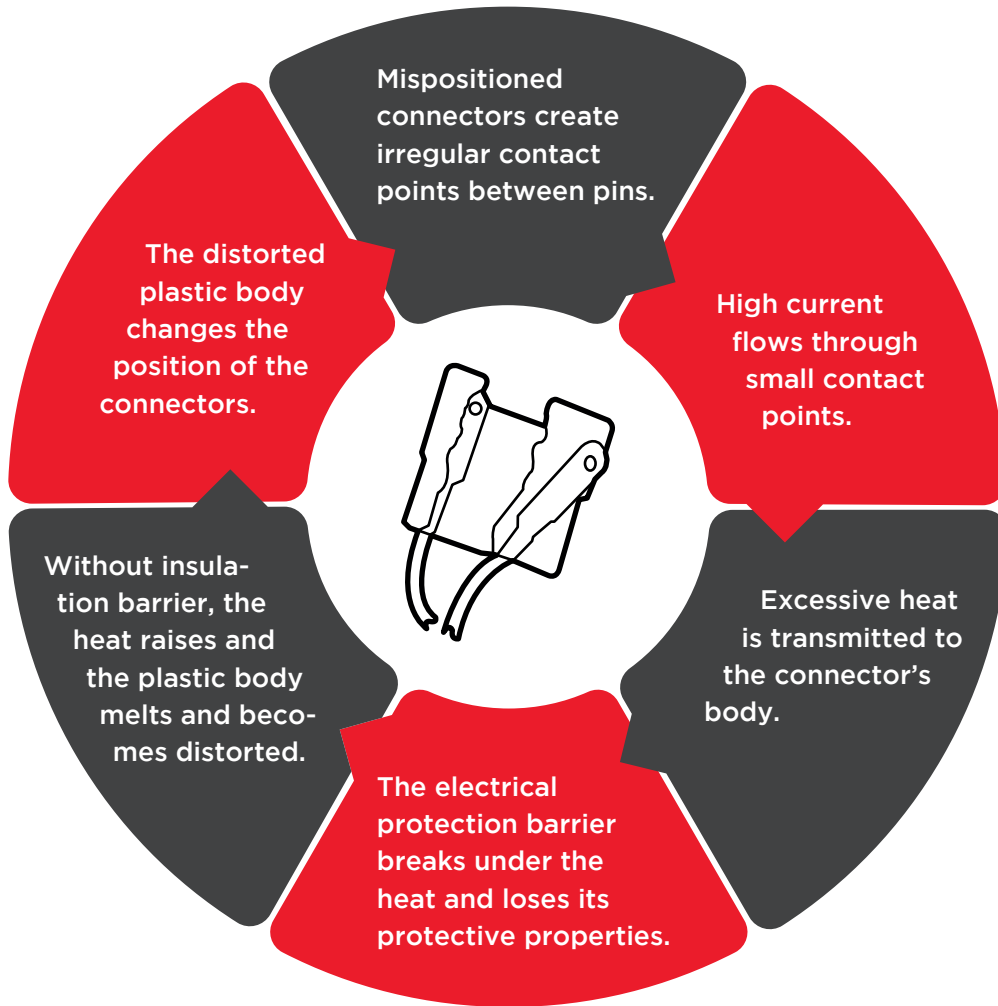 Mispositioned
connectors create
irregular contact
points between pins.
High current
flows through
small contact
points.
Excessive heat
is transmitted to
the connector’s
body.
The electrical
protection barrier
breaks under the
heat and loses its
protective properties.
Without insula-
tion barrier, the
heat raises and
the plastic body
melts and beco-
mes distorted.
The distorted
plastic body
changes the
position of the
connectors.